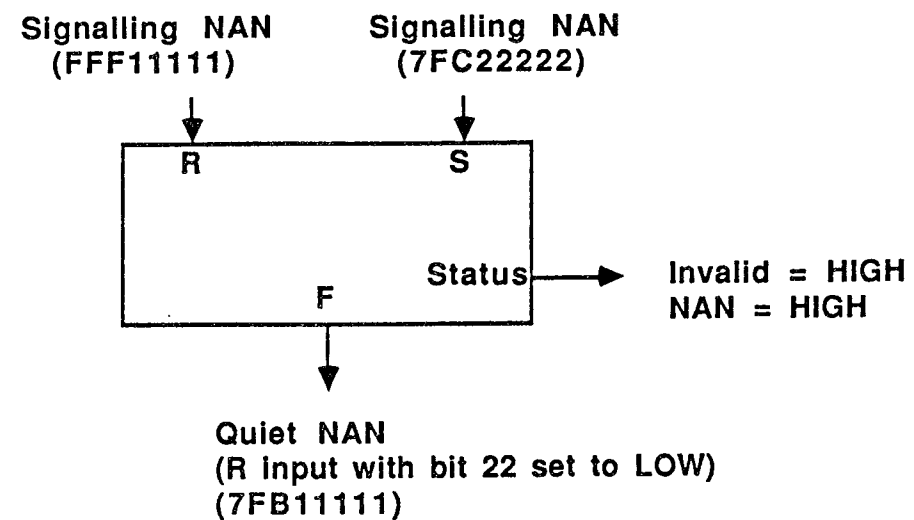 Signalling NAN Signalling NAN
(FFF11111) (7FC22222)
R S
Status
F
Invalid = HIGH
NAN = HIGH
Quiet NAN
(R input with bit 22 set to LOW)
(7FB11111)